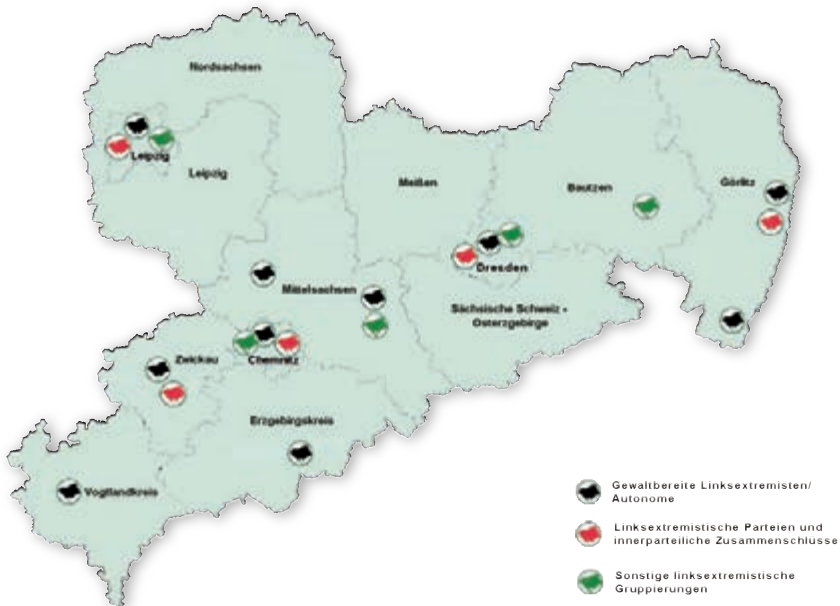 Nordsachsen
Leipzig
Leipzig
Meißen
Bautzen
Görlitz
Dresden
Mittelsachsen
Sächsische Schweiz -
Osterzgebirge
Zwickau
Chemnitz
Erzgebirgskreis
Vogtlandkreis
Gewaltbereite Linksextremisten/
Autonome
Linksextremistische Parteien und
innerparteiliche Zusammenschlüsse
Sonstige linksextremistische
Gruppierungen